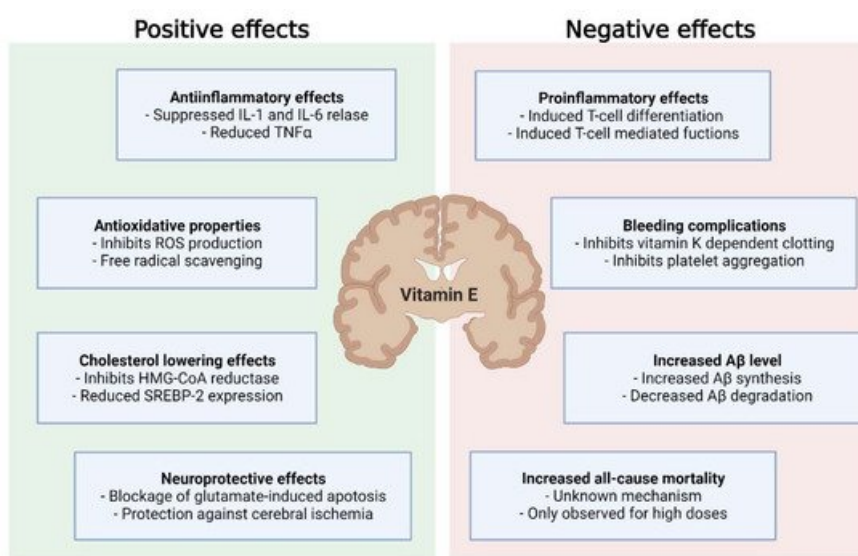 Positive effects
Negative effects
Antiinflammatory effects
- Suppressed IL-1 and IL-6 relase
- Reduced TNFα
Antioxidative properties
- Inhibits ROS production
- Free radical scavenging
Cholesterol lowering effects
- Inhibits HMG-CoA reductase
- Reduced SREBP-2 expression
Neuroprotective effects
- Blockage of glutamate-induced apotosis
- Protection against cerebral ischemia
Vitamin E
Proinflammatory effects
- Induced T-cell differentiation
- Induced T-cell mediated fuctions
Bleeding complications
- Inhibits vitamin K dependent clotting
- Inhibits platelet aggregation
Increased Aβ level
- Increased Aβ synthesis
- Decreased Aβ degradation
Increased all-cause mortality
- Unknown mechanism
- Only observed for high doses